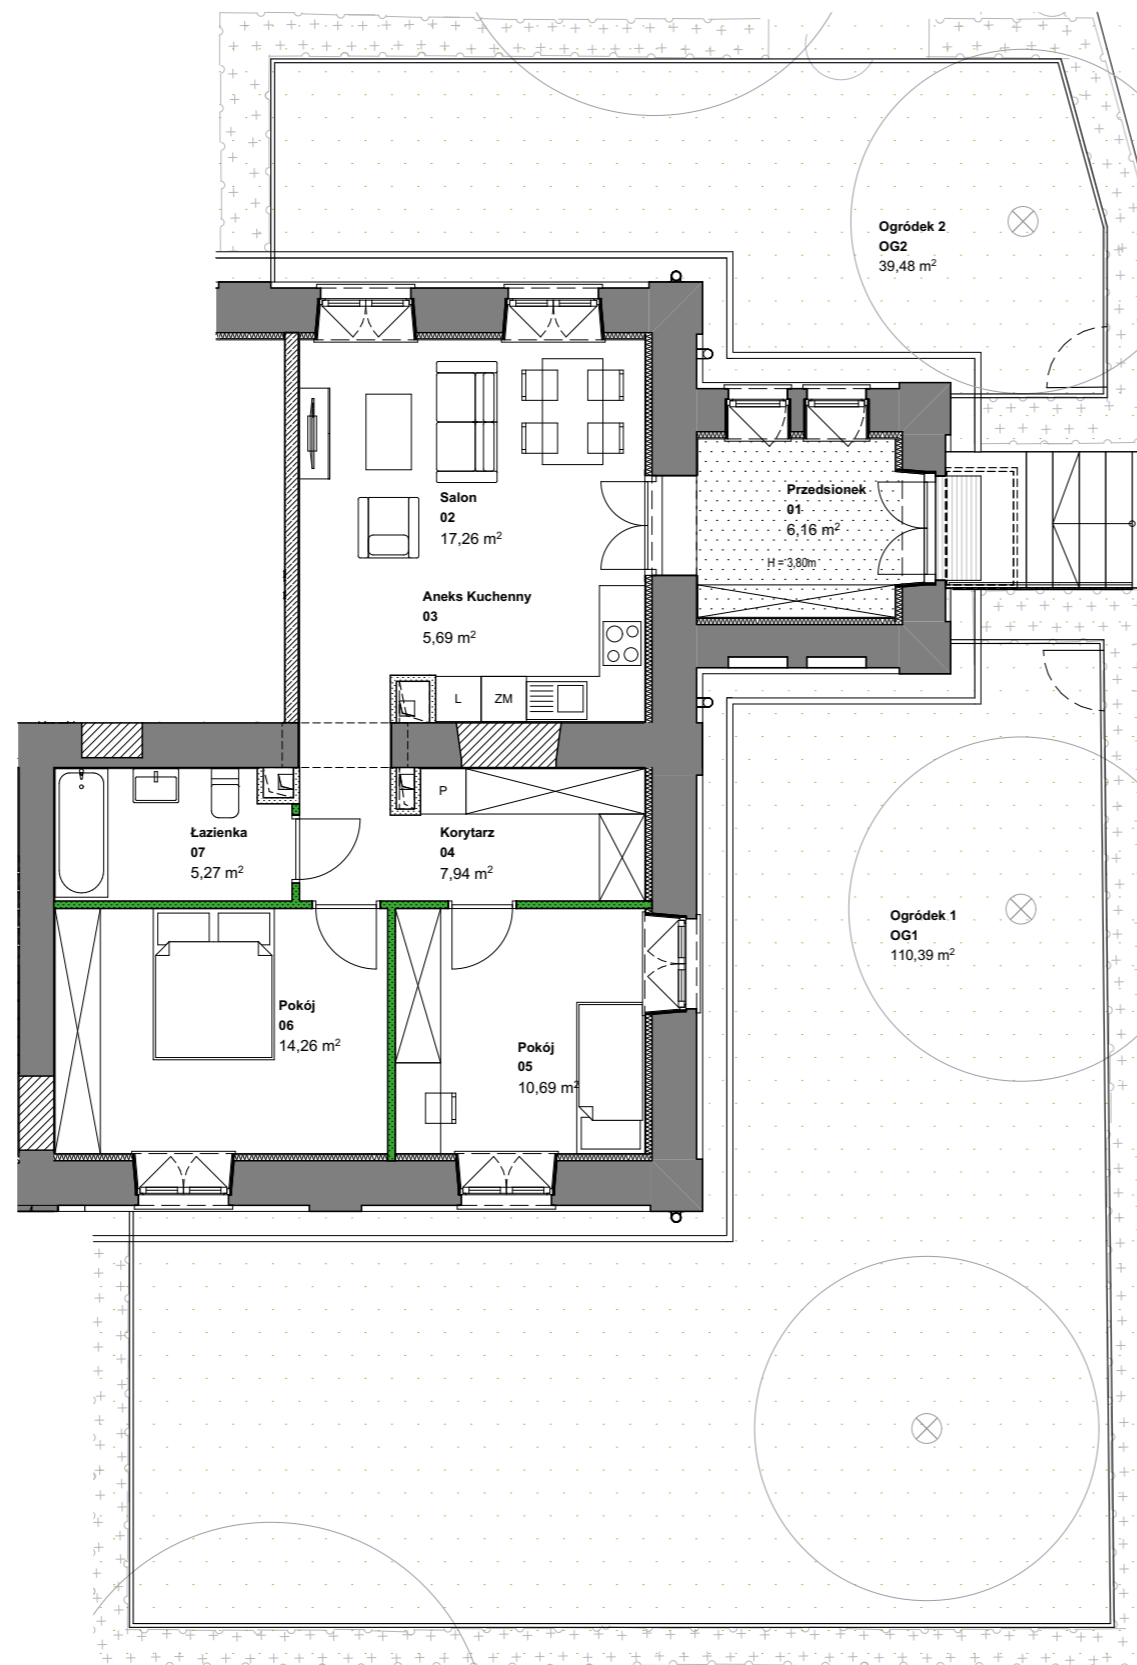 Ogródek 2
OG2
39,48 m²
Salon
02
17,26 m²
Przedsionek
01
6,16 m²
H = 3,80m
Aneks Kuchenny
03
5,69 m²
L
ZM
P
Łazienka
07
5,27 m²
Korytarz
04
7,94 m²
Ogródek 1
OG1
110,39 m²
Pokój
06
14,26 m²
Pokój
05
10,69 m²